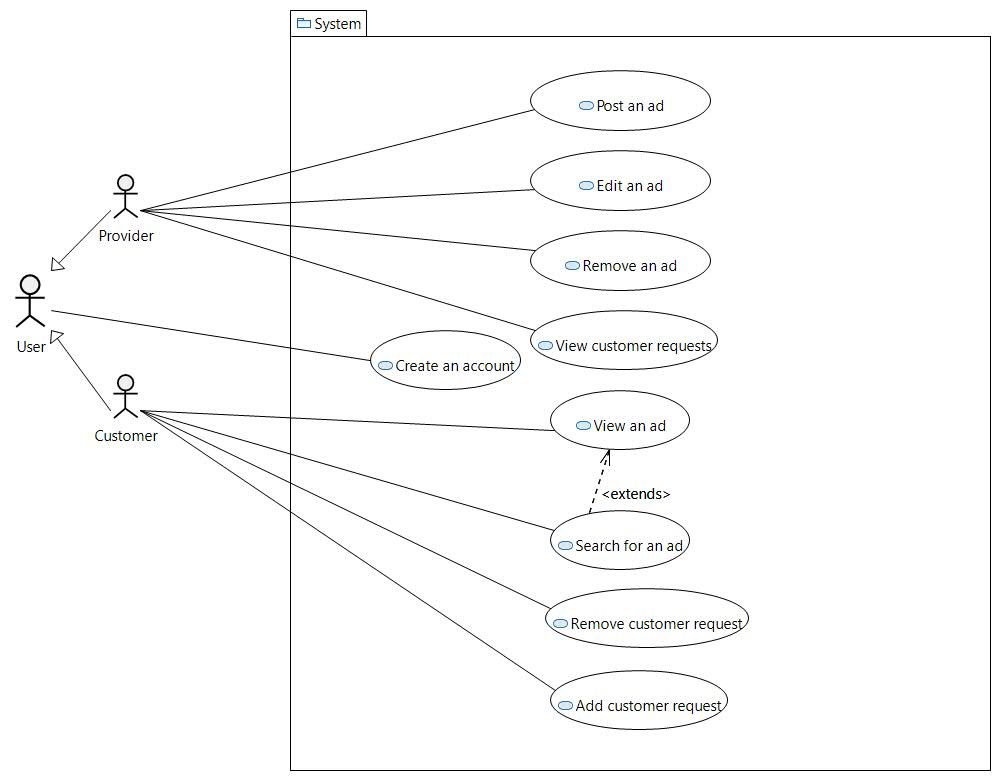 System
Post an ad
Edit an ad
Provider
Remove an ad
User
View customer requests
Create an account
Customer
View an ad
<extends>
Search for an ad
Remove customer request
Add customer request